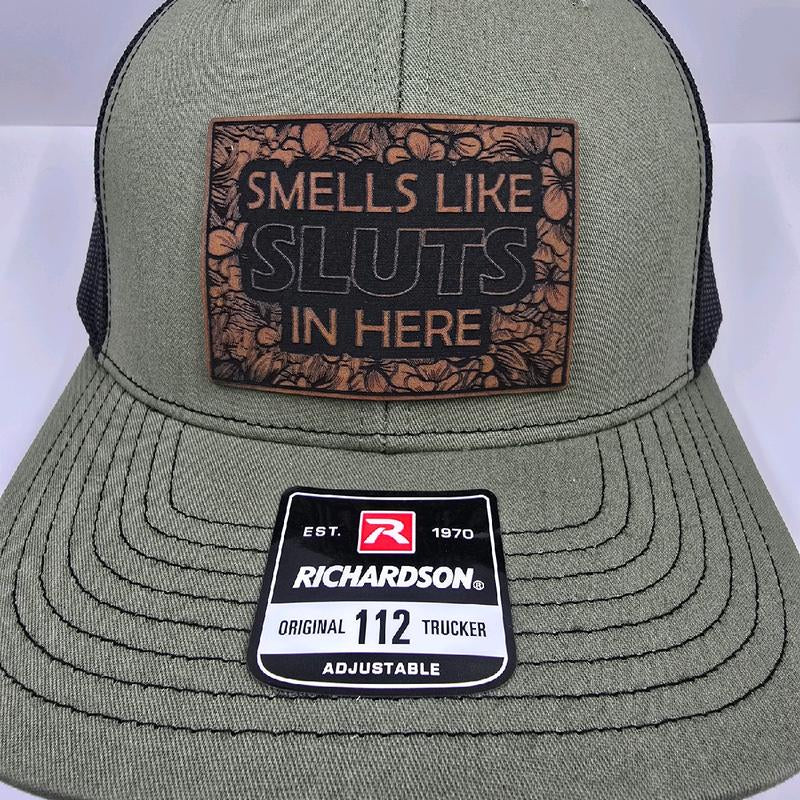 SMELLS LIKE
SLUTS
IN HERE
EST. R 1970
RICHARDSON®
ORIGINAL 112 TRUCKER
ADJUSTABLE